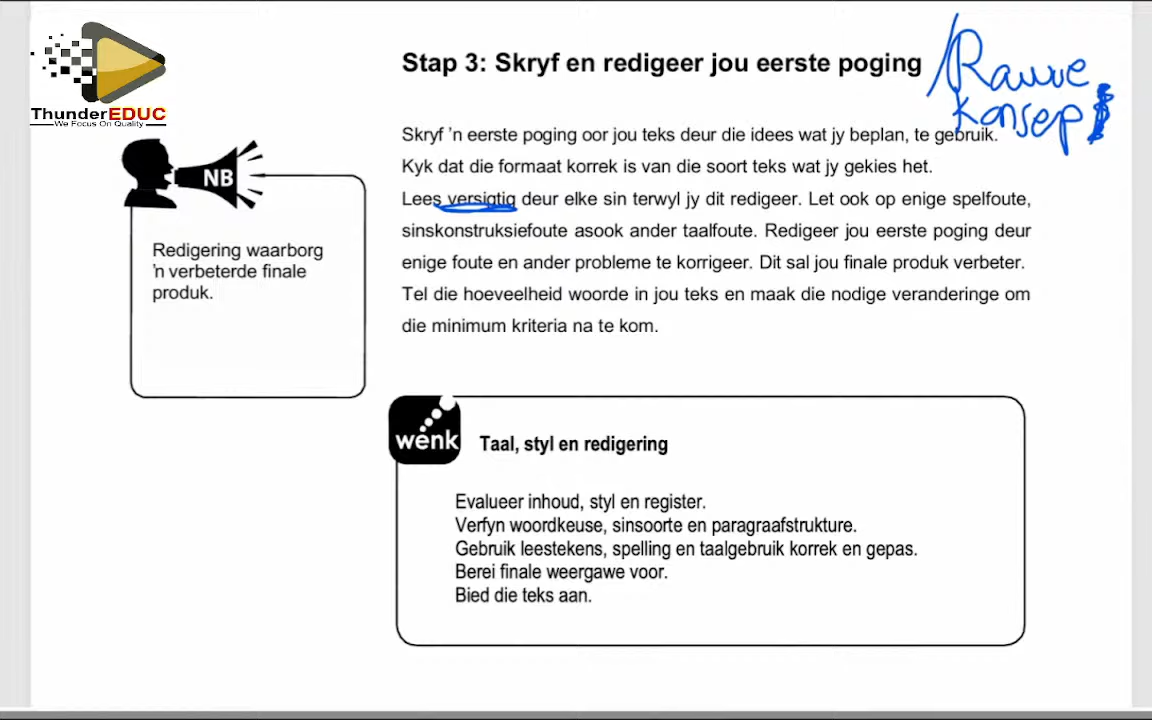 ThunderEDUC
We Focus On Quality
Stap 3: Skryf en redigeer jou eerste poging
Rauwe
konsep
Skryf 'n eerste poging oor jou teks deur die idees wat jy beplan, te gebruik.
Kyk dat die formaat korrek is van die soort teks wat jy gekies het.
Lees versigtig deur elke sin terwyl jy dit redigeer. Let ook op enige spelfoute,
sinskonstruksiefoute asook ander taalfoute. Redigeer jou eerste poging deur
enige foute en ander probleme te korrigeer. Dit sal jou finale produk verbeter.
Tel die hoeveelheid woorde in jou teks en maak die nodige veranderinge om
die minimum kriteria na te kom.
NB
Redigering waarborg
'n verbeterde finale
produk.
wenk
Taal, styl en redigering
Evalueer inhoud, styl en register.
Verfyn woordkeuse, sinsoorte en paragraafstrukture.
Gebruik leestekens, spelling en taalgebruik korrek en gepas.
Berei finale weergawe voor.
Bied die teks aan.